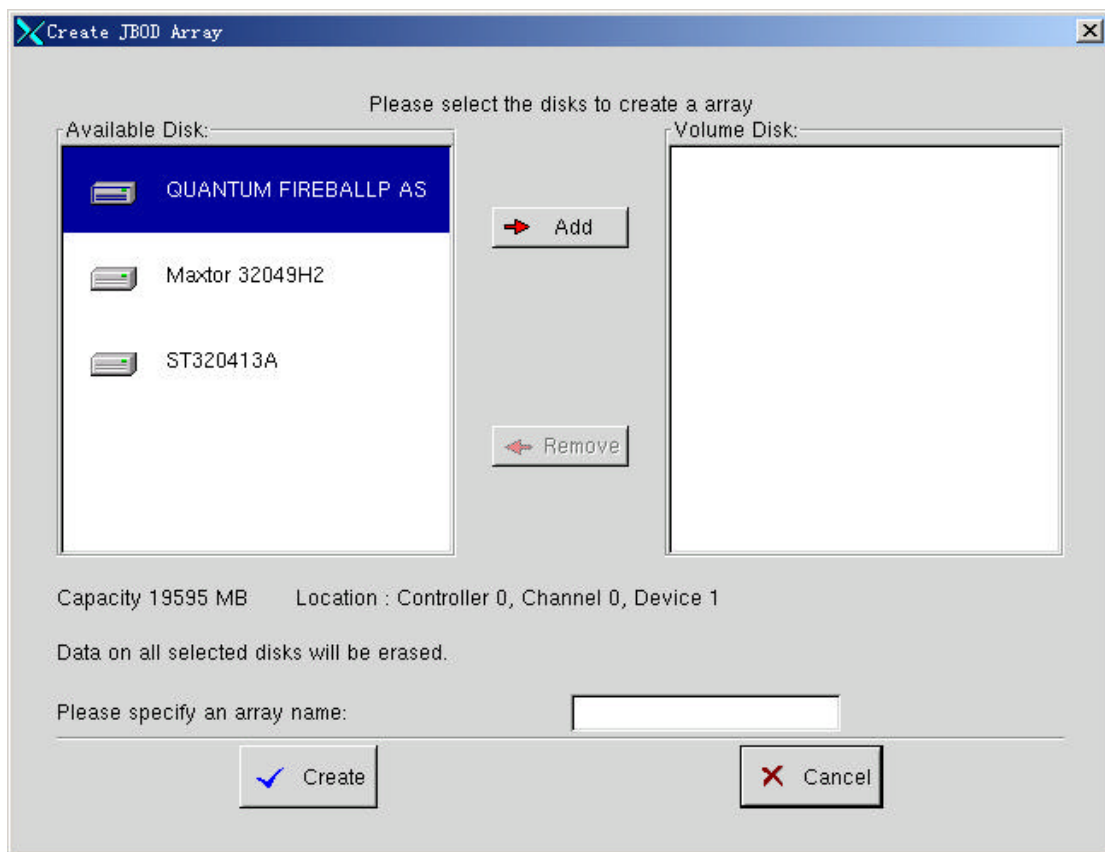 Create JBOD Array
Please select the disks to create a array
Available Disk:
Volume Disk:
QUANTUM FIREBALLP AS
Add
Maxtor 32049H2
ST320413A
Remove
Capacity 19595 MB Location : Controller 0, Channel 0, Device 1
Data on all selected disks will be erased.
Please specify an array name:
Create
Cancel